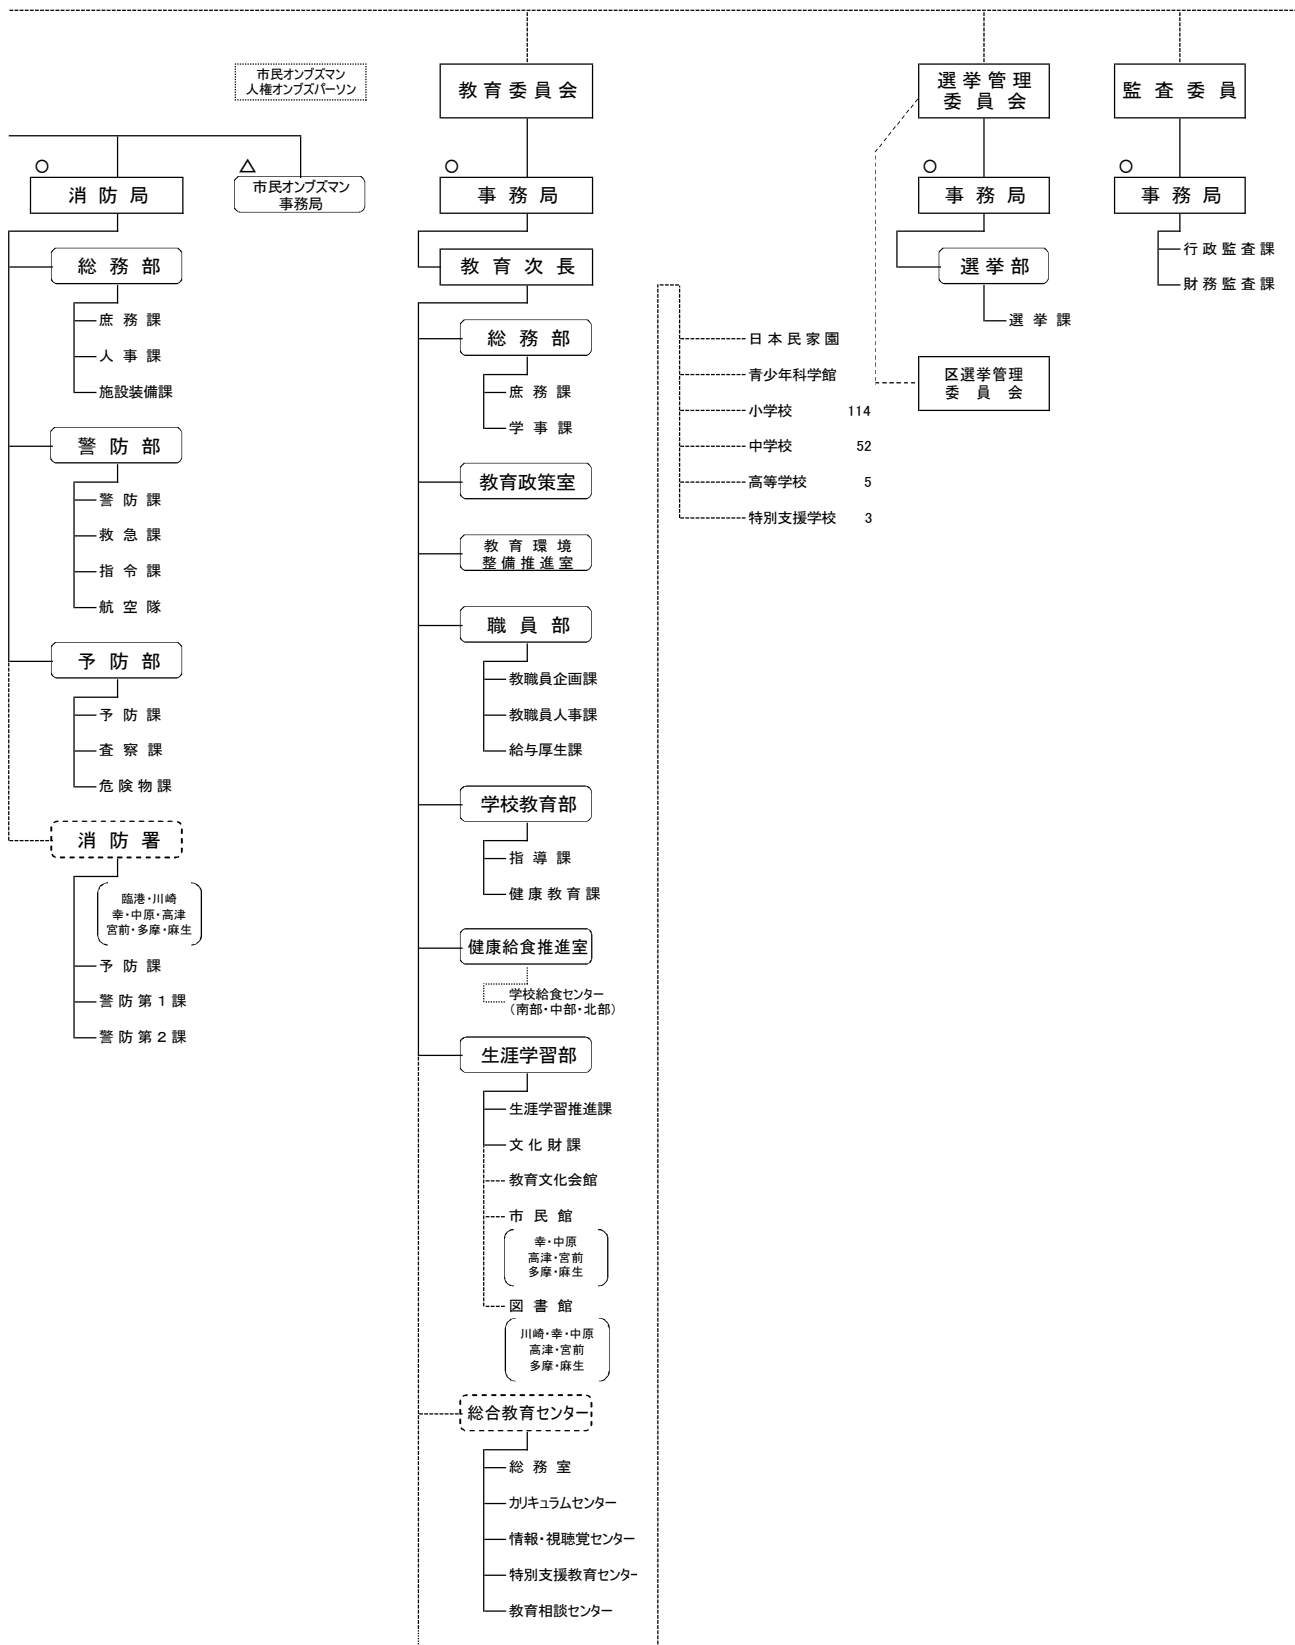 市民オンブズマン
人権オンブズパーソン
○
消防局
総務部
庶務課
人事課
施設装備課
警防部
警防課
救急課
指令課
航空隊
予防部
予防課
査察課
危険物課
消防署
臨港・川崎
幸・中原・高津
宮前・多摩・麻生
予防課
警防第1課
警防第2課
△
市民オンブズマン
事務局
教育委員会
○
事務局
教育次長
総務部
庶務課
学事課
教育政策室
教育環境
整備推進室
職員部
教職員企画課
教職員人事課
給与厚生課
学校教育部
指導課
健康教育課
健康給食推進室
学校給食センター
(南部・中部・北部)
生涯学習部
生涯学習推進課
文化財課
教育文化会館
市民館
幸・中原
高津・宮前
多摩・麻生
図書館
川崎・幸・中原
高津・宮前
多摩・麻生
総合教育センター
総務室
カリキュラムセンター
情報・視聴覚センター
特別支援教育センター
教育相談センター
日本民家園
青少年科学館
小学校 114
中学校 52
高等学校 5
特別支援学校 3
選挙管理
委員会
○
事務局
選挙部
選挙課
区選挙管理
委員会
監査委員
○
事務局
行政監査課
財務監査課